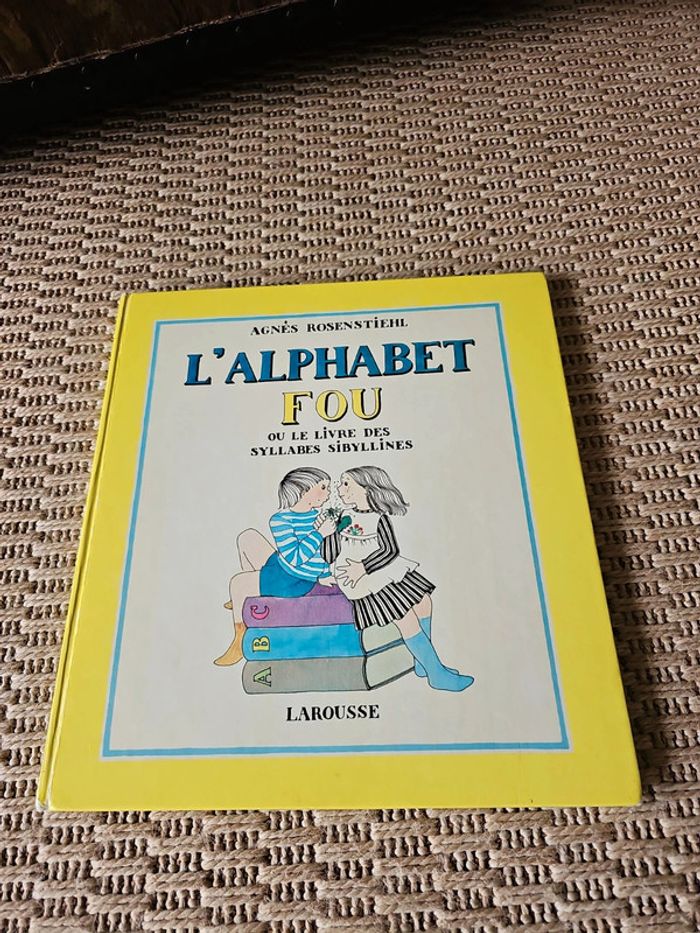 AGNÈS ROSENSTIEHL
L'ALPHABET
FOU
OU LE LIVRE DES
SYLLABES SIBYLLINES
C
B
A
LAROUSSE